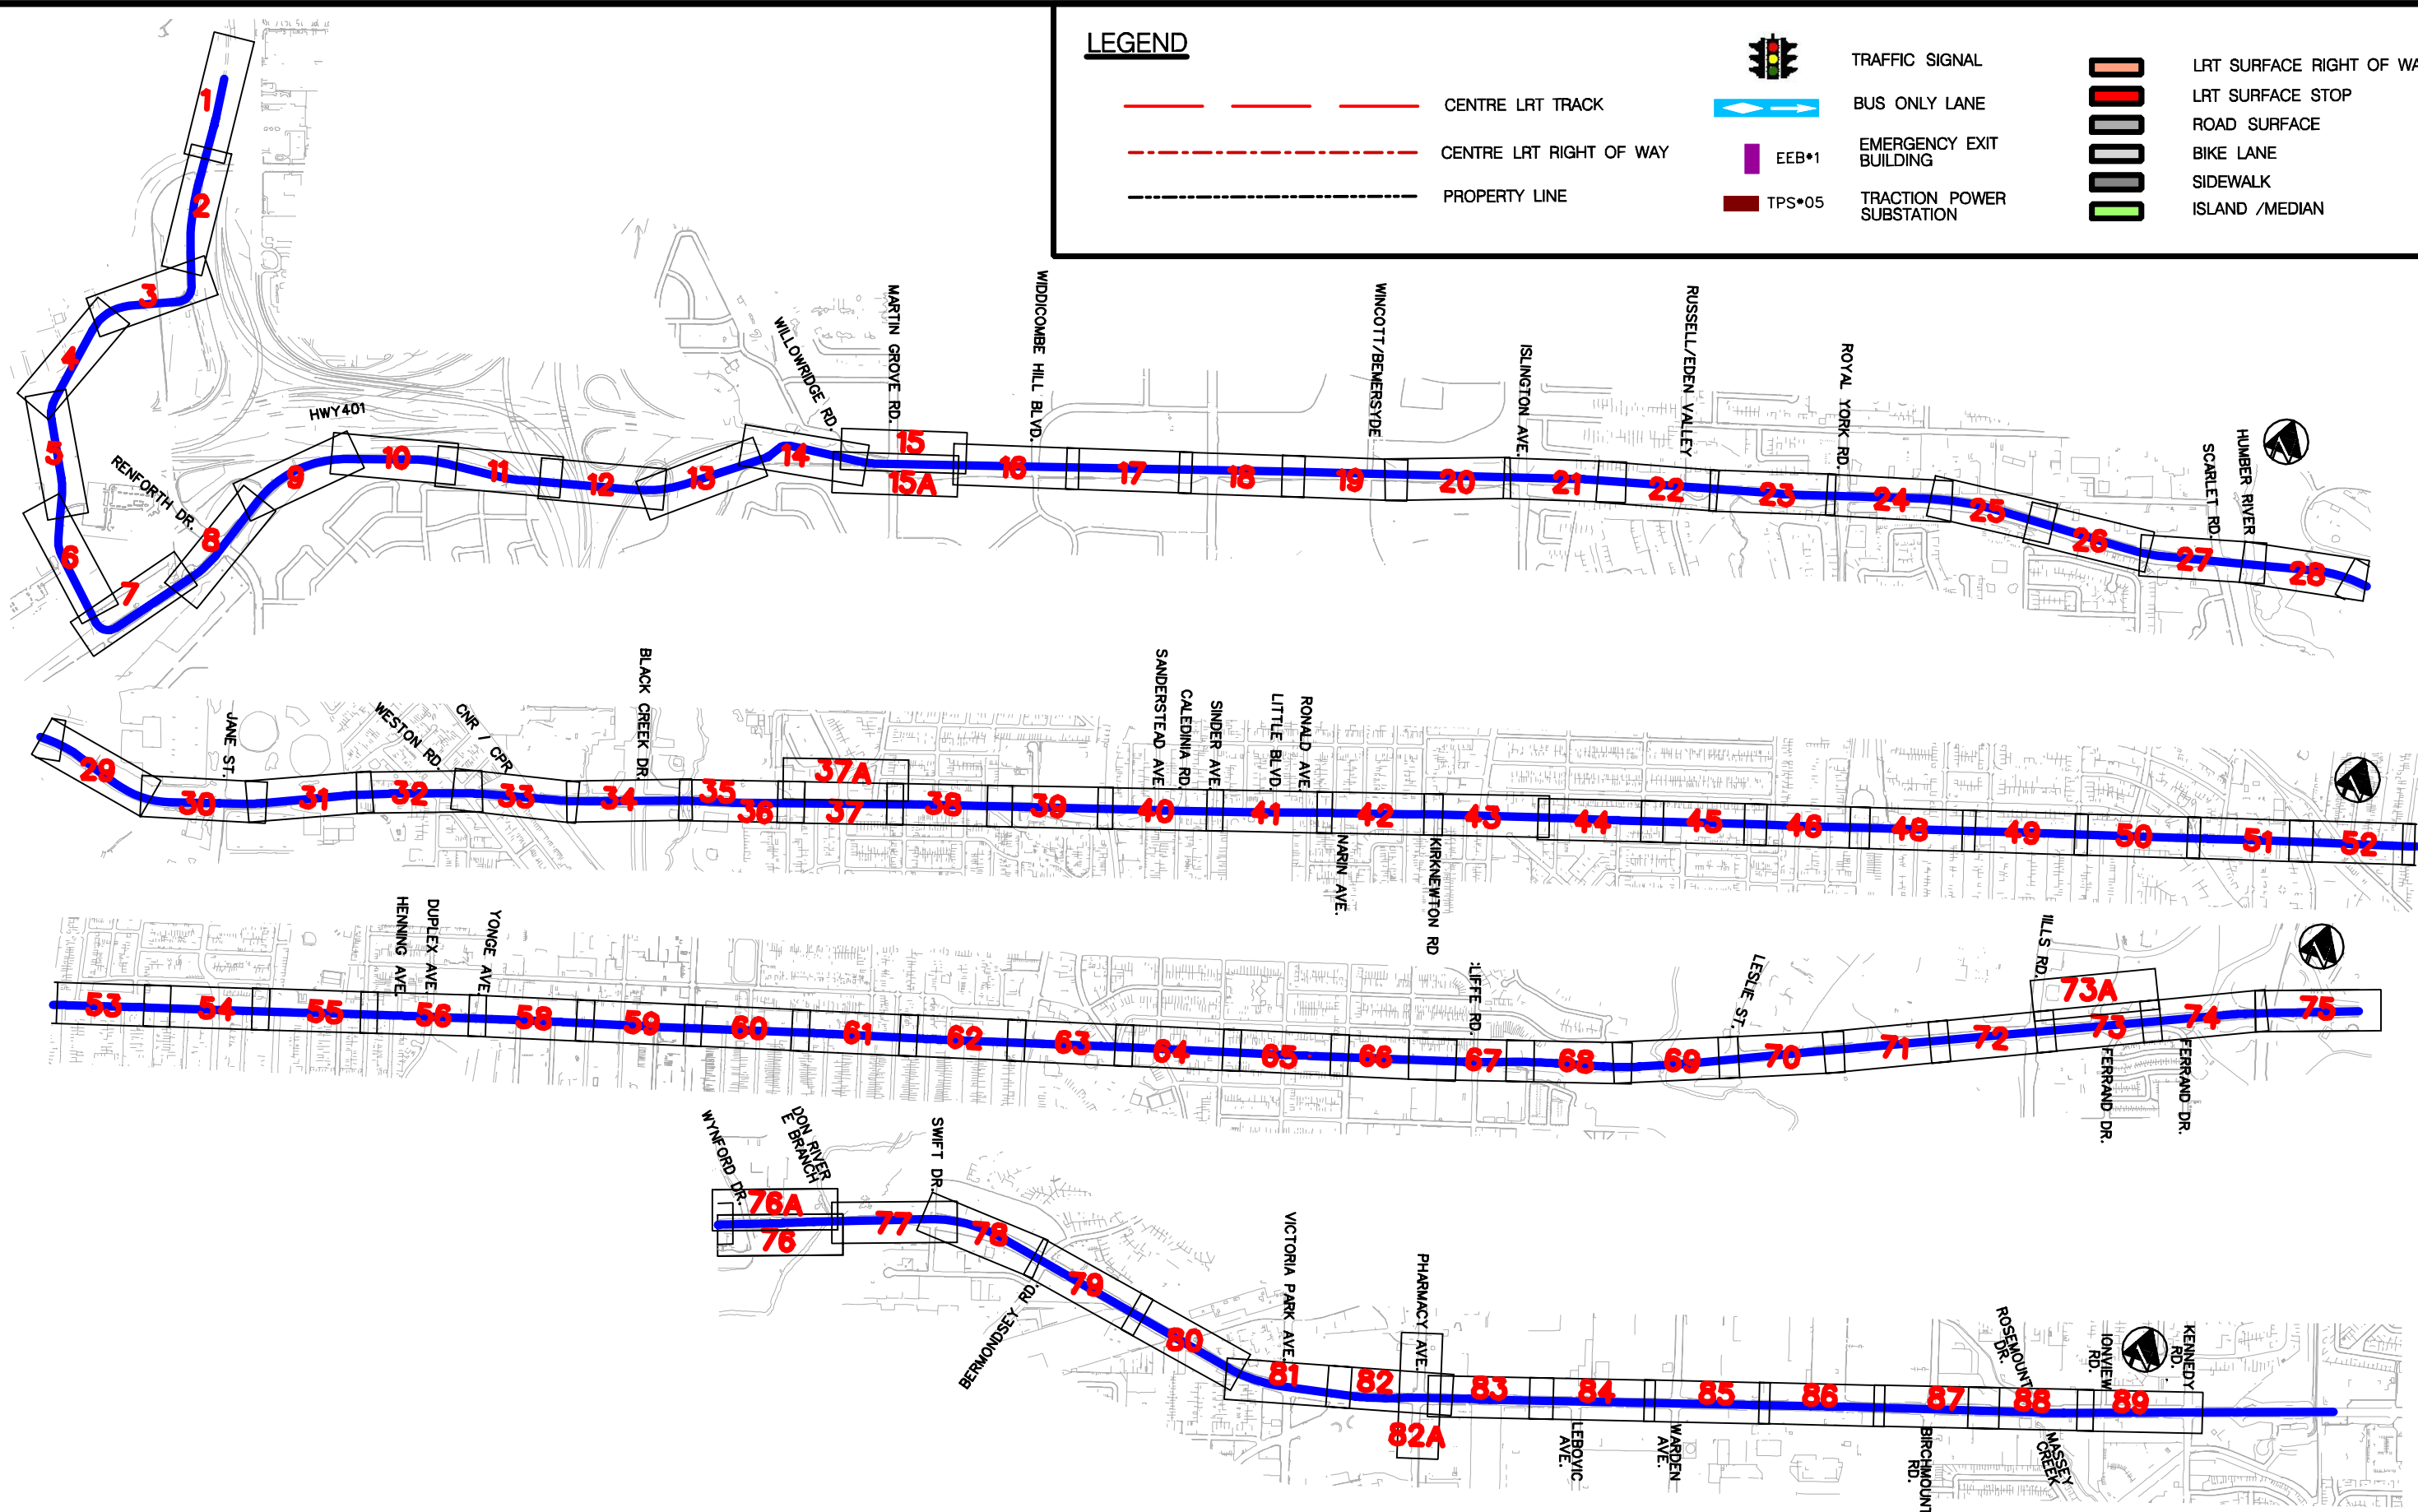 LEGEND
CENTRE LRT TRACK
CENTRE LRT RIGHT OF WAY
PROPERTY LINE
TRAFFIC SIGNAL
BUS ONLY LANE
EEB*1
EMERGENCY EXIT
BUILDING
TPS*05
TRACTION POWER
SUBSTATION
LRT SURFACE RIGHT OF WA
LRT SURFACE STOP
ROAD SURFACE
BIKE LANE
SIDEWALK
ISLAND /MEDIAN
1
2
3
4
5
6
7
8
9
10
11
12
13
14
15
15A
16
17
18
19
20
21
22
23
24
25
26
27
28
HWY401
RENFORTH DR.
WILLOWRIDGE RD.
MARTIN GROVE RD.
WIDDICOMBE HILL BLVD.
WINCOTT/BEMERSYDE
ISLINGTON AVE.
RUSSELL/EDEN VALLEY
ROYAL YORK RD.
SCARLET RD.
HUMBER RIVER
29
30
31
32
33
34
35
36
37A
37
38
39
40
41
42
43
44
45
46
48
49
50
51
52
JANE ST.
WESTON RD.
CNR / CPR
BLACK CREEK DR.
SANDERSTEAD AVE
CALEDINIA RD.
SINDER AVE.
LITTLE BLVD.
RONALD AVE.
NARIN AVE.
KIRKNEWTON RD
53
54
55
56
58
59
60
61
62
63
64
65
66
67
68
69
70
71
72
73A
73
74
75
HENNING AVE.
DUPLEX AVE.
YONGE AVE.
LIFFE RD.
LESLIE ST.
ILLS RD.
FERRAND DR.
FERRAND DR.
76A
76
77
78
79
80
81
82
82A
83
84
85
86
87
88
89
WYNFORD DR.
DON RIVER
E BRANCH
SWIFT DR.
BERMONDSEY RD.
VICTORIA PARK AVE.
PHARMACY AVE.
LEBOVIC
AVE.
WARDEN
AVE.
BIRCHMOUNT
RD.
ROSEMOUNT
DR.
MASSEY
CREEK
IONVIEW
RD.
KENNEDY
RD.